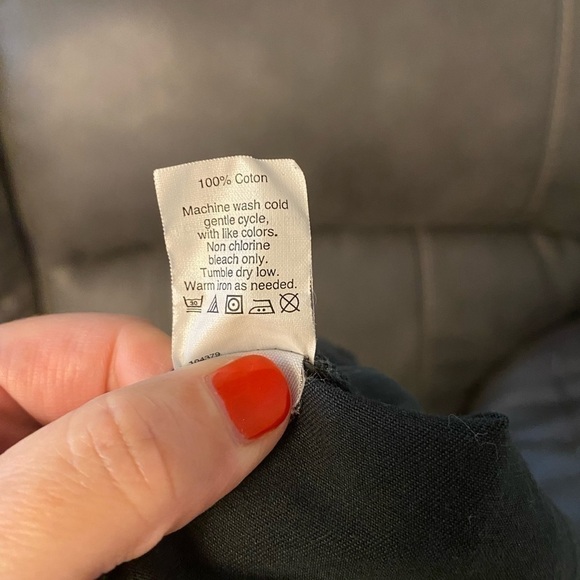 100% Coton
Machine wash cold
gentle cycle,
with like colors.
Non chlorine
bleach only.
Tumble dry low.
Warm iron as needed.
30